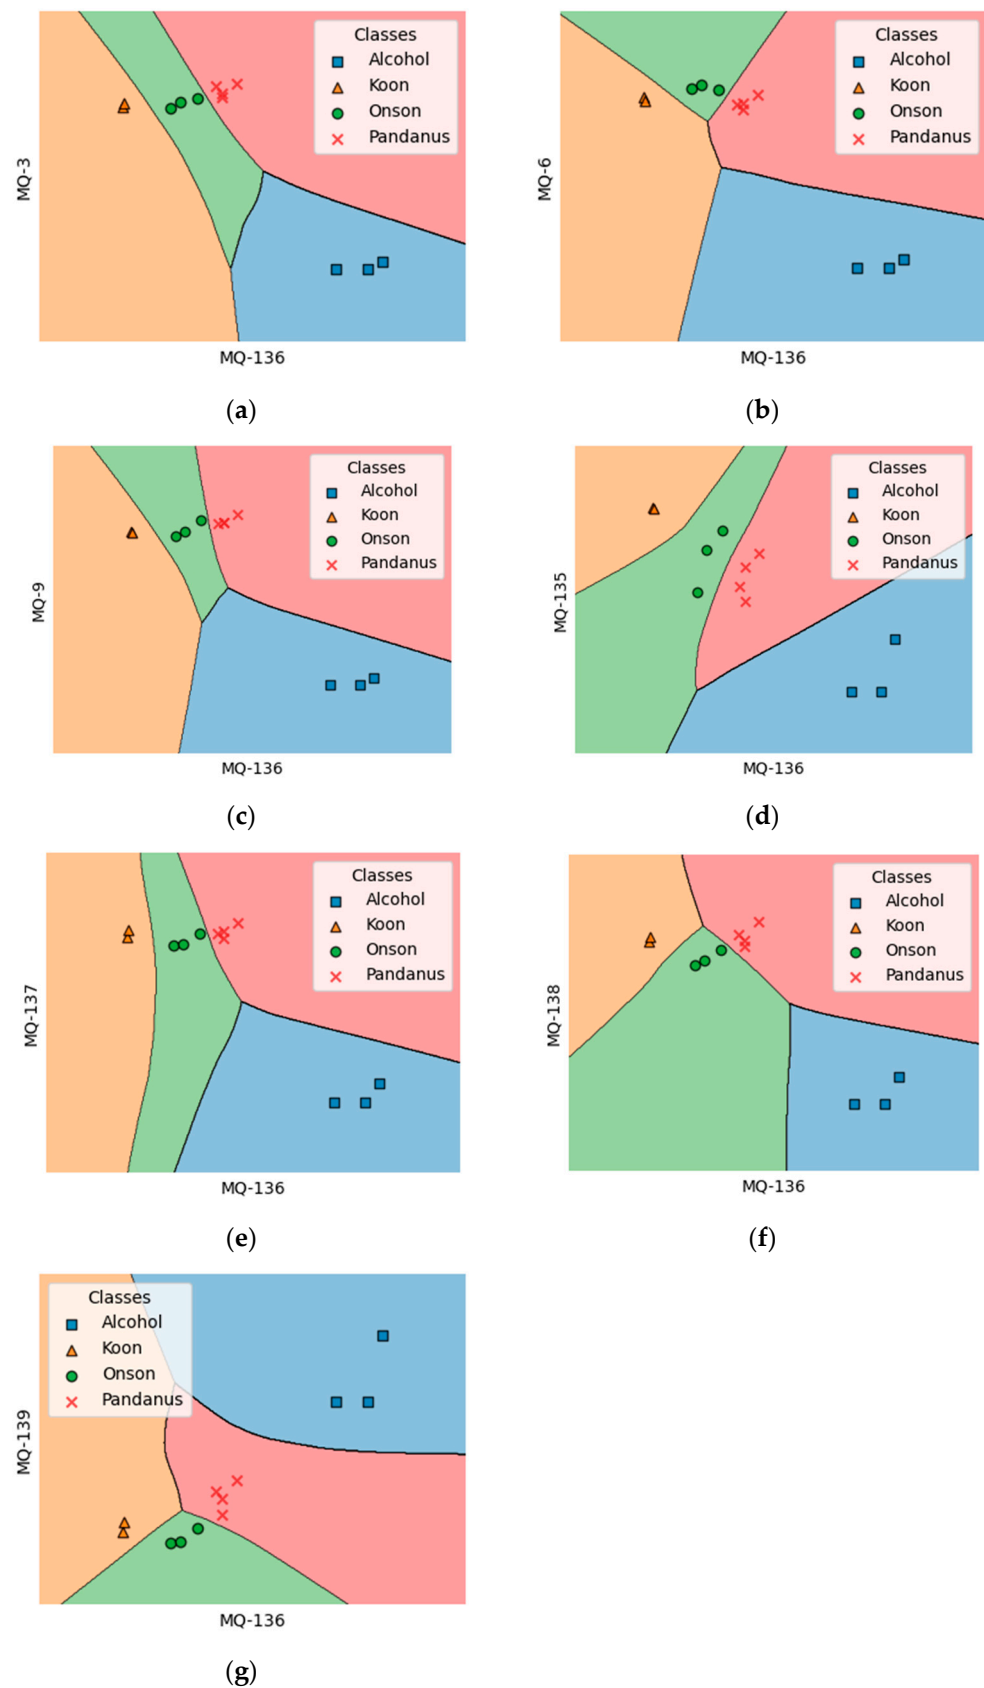 Classes
Alcohol
Koon
Onson
Pandanus
MQ-3
MQ-136
(a)
Classes
Alcohol
Koon
Onson
Pandanus
MQ-6
MQ-136
(b)
Classes
Alcohol
Koon
Onson
Pandanus
MQ-9
MQ-136
(c)
Classes
Alcohol
Koon
Onson
Pandanus
MQ-135
MQ-136
(d)
Classes
Alcohol
Koon
Onson
Pandanus
MQ-137
MQ-136
(e)
Classes
Alcohol
Koon
Onson
Pandanus
MQ-138
MQ-136
(f)
Classes
Alcohol
Koon
Onson
Pandanus
MQ-139
MQ-136
(g)